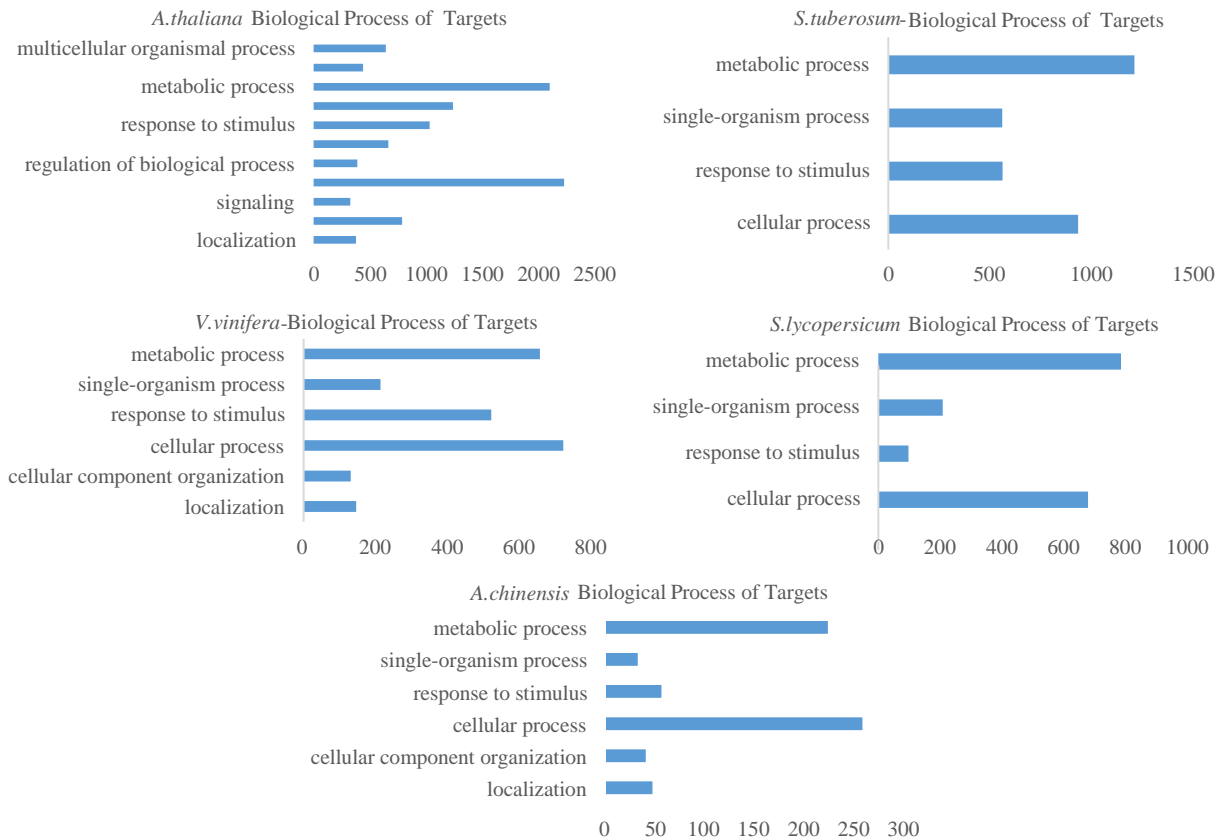 A.thaliana Biological Process of Targets
multicellular organismal process
metabolic process
response to stimulus
regulation of biological process
signaling
localization
0 500 1000 1500 2000 2500
S.tuberosum-Biological Process of Targets
metabolic process
single-organism process
response to stimulus
cellular process
0 500 1000 1500
V.vinifera-Biological Process of Targets
metabolic process
single-organism process
response to stimulus
cellular process
cellular component organization
localization
0 200 400 600 800
S.lycopersicum Biological Process of Targets
metabolic process
single-organism process
response to stimulus
cellular process
0 200 400 600 800 1000
A.chinensis Biological Process of Targets
metabolic process
single-organism process
response to stimulus
cellular process
cellular component organization
localization
0 50 100 150 200 250 300